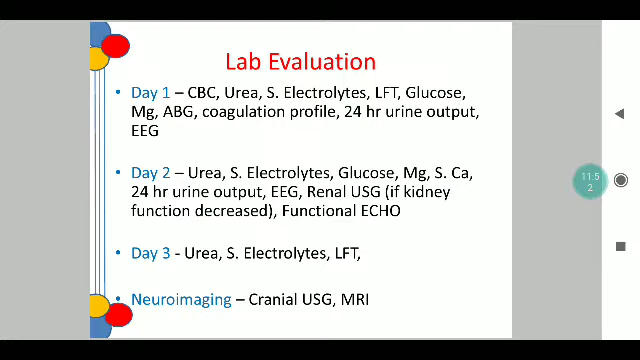 Lab Evaluation
• Day 1 – CBC, Urea, S. Electrolytes, LFT, Glucose,
Mg, ABG, coagulation profile, 24 hr urine output,
EEG
• Day 2 – Urea, S. Electrolytes, Glucose, Mg, S. Ca,
24 hr urine output, EEG, Renal USG (if kidney
function decreased), Functional ECHO
• Day 3 - Urea, S. Electrolytes, LFT,
• Neuroimaging – Cranial USG, MRI
11:5
2